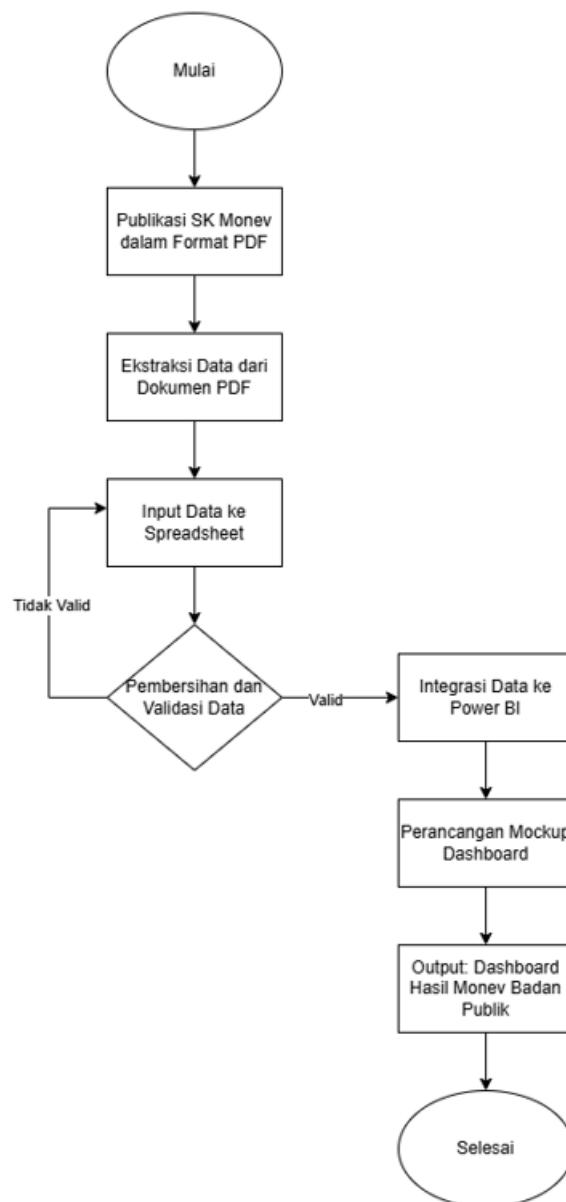 Mulai
Publikasi SK Monev
dalam Format PDF
Ekstraksi Data dari
Dokumen PDF
Input Data ke
Spreadsheet
Tidak Valid
Pembersihan dan
Validasi Data
Valid
Integrasi Data ke
Power BI
Perancangan Mockup
Dashboard
Output: Dashboard
Hasil Monev Badan
Publik
Selesai